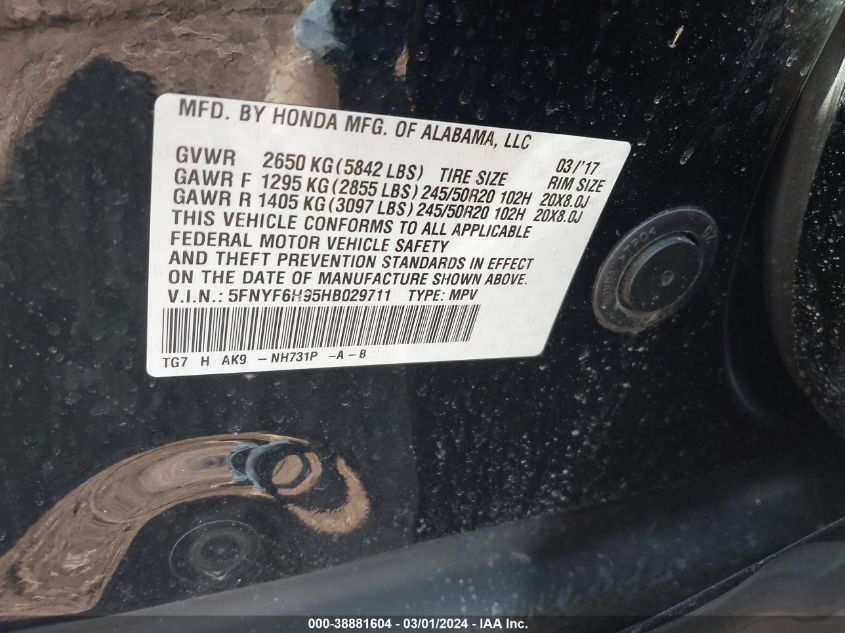 MFD. BY HONDA MFG. OF ALABAMA, LLC
GVWR 2650 KG (5842 LBS) TIRE SIZE 03/'17 RIM SIZE
GAWR F 1295 KG (2855 LBS) 245/50R20 102H 20X8.0J
GAWR R 1405 KG (3097 LBS) 245/50R20 102H 20X8.0J
THIS VEHICLE CONFORMS TO ALL APPLICABLE
FEDERAL MOTOR VEHICLE SAFETY
AND THEFT PREVENTION STANDARDS IN EFFECT
ON THE DATE OF MANUFACTURE SHOWN ABOVE.
V.I.N.: 5FNYF6H95HB029711 TYPE: MPV
TG7 H AK9 -NH731P -A-B
000-38881604 - 03/01/2024 - IAA Inc.